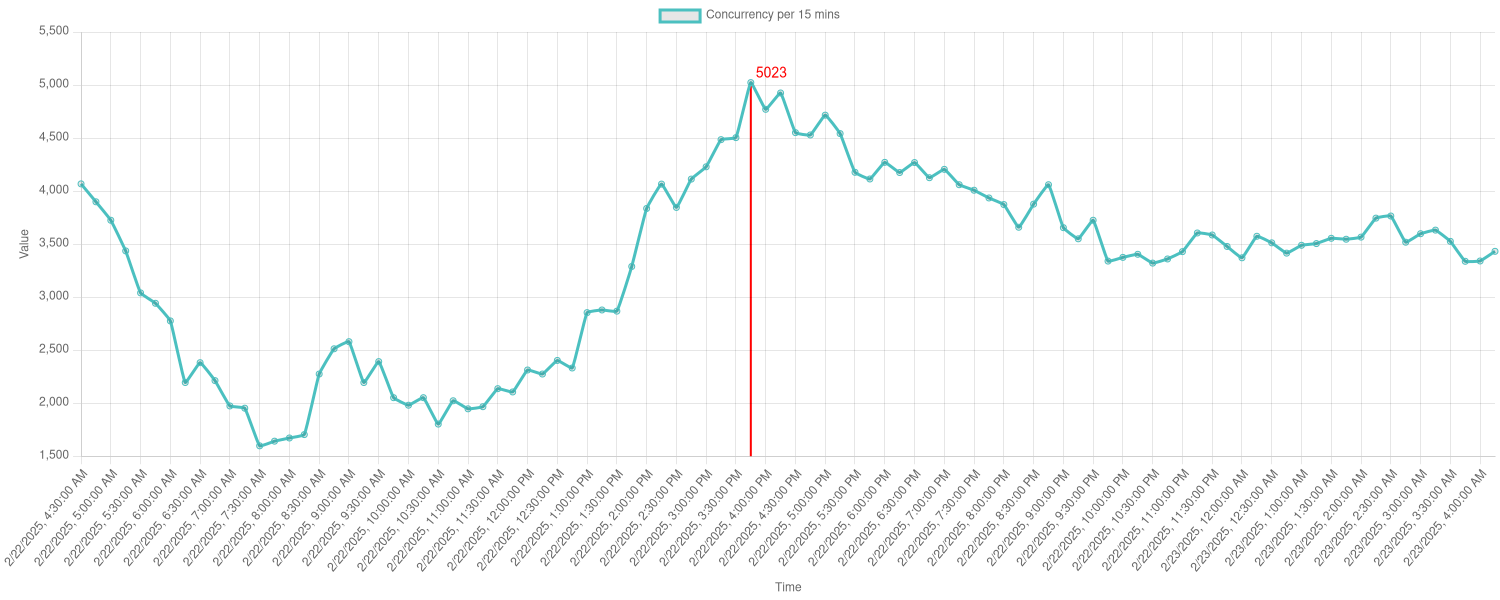 Concurrency per 15 mins
5,500
5,000
4,500
4,000
3,500
3,000
2,500
2,000
1,500
Value
5023
2/22/2025, 4:30:00 AM
2/22/2025, 5:00:00 AM
2/22/2025, 5:30:00 AM
2/22/2025, 6:00:00 AM
2/22/2025, 6:30:00 AM
2/22/2025, 7:00:00 AM
2/22/2025, 7:30:00 AM
2/22/2025, 8:00:00 AM
2/22/2025, 8:30:00 AM
2/22/2025, 9:00:00 AM
2/22/2025, 9:30:00 AM
2/22/2025, 10:00:00 AM
2/22/2025, 10:30:00 AM
2/22/2025, 11:00:00 AM
2/22/2025, 11:30:00 AM
2/22/2025, 12:00:00 PM
2/22/2025, 12:30:00 PM
2/22/2025, 1:00:00 PM
2/22/2025, 1:30:00 PM
2/22/2025, 2:00:00 PM
2/22/2025, 2:30:00 PM
2/22/2025, 3:00:00 PM
2/22/2025, 3:30:00 PM
2/22/2025, 4:00:00 PM
2/22/2025, 4:30:00 PM
2/22/2025, 5:00:00 PM
2/22/2025, 5:30:00 PM
2/22/2025, 6:00:00 PM
2/22/2025, 6:30:00 PM
2/22/2025, 7:00:00 PM
2/22/2025, 7:30:00 PM
2/22/2025, 8:00:00 PM
2/22/2025, 8:30:00 PM
2/22/2025, 9:00:00 PM
2/22/2025, 9:30:00 PM
2/22/2025, 10:00:00 PM
2/22/2025, 10:30:00 PM
2/22/2025, 11:00:00 PM
2/22/2025, 11:30:00 PM
2/23/2025, 12:00:00 AM
2/23/2025, 12:30:00 AM
2/23/2025, 1:00:00 AM
2/23/2025, 1:30:00 AM
2/23/2025, 2:00:00 AM
2/23/2025, 2:30:00 AM
2/23/2025, 3:00:00 AM
2/23/2025, 3:30:00 AM
2/23/2025, 4:00:00 AM
Time